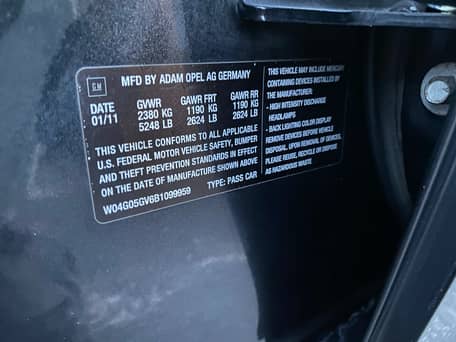 GM
MFD BY ADAM OPEL AG GERMANY
DATE GVWR GAWR FRT GAWR RR
01/11 2380 KG 1190 KG 1190 KG
5248 LB 2624 LB 2624 LB
THIS VEHICLE CONFORMS TO ALL APPLICABLE
U.S. FEDERAL MOTOR VEHICLE SAFETY, BUMPER
AND THEFT PREVENTION STANDARDS IN EFFECT
ON THE DATE OF MANUFACTURE SHOWN ABOVE
W04G05GV6B1099959 TYPE: PASS CAR
THIS VEHICLE MAY INCLUDE MERCURY
CONTAINING DEVICES INSTALLED BY
THE MANUFACTURER:
- HIGH INTENSITY DISCHARGE
HEADLAMPS
- BACK LIGHTING COLOR DISPLAY
REMOVE DEVICES BEFORE VEHICLE
DISPOSAL. UPON REMOVAL OF DEVICES,
PLEASE REUSE, RECYCLE OR DISPOSE
AS HAZARDOUS WASTE.